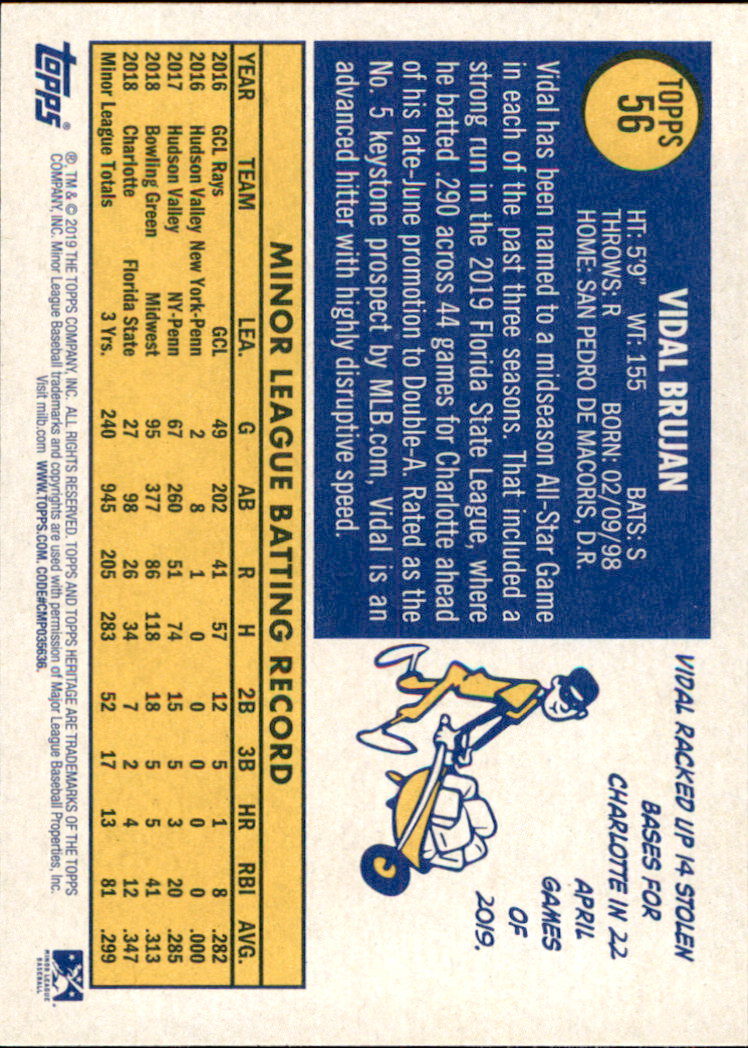 TOPPS
56
VIDAL BRUJAN
HT: 5'9" WT: 155 BATS: S
THROWS: R BORN: 02/09/98
HOME: SAN PEDRO DE MACORIS, D.R.
Vidal has been named to a midseason All-Star Game
in each of the past three seasons. That included a
strong run in the 2019 Florida State League, where
he batted .290 across 44 games for Charlotte ahead
of his late-June promotion to Double-A. Rated as the
No. 5 keystone prospect by MLB.com, Vidal is an
advanced hitter with highly disruptive speed.
VIDAL RACKED UP 14 STOLEN
BASES FOR
CHARLOTTE IN 22
APRIL
GAMES
OF
2019.
MINOR LEAGUE BATTING RECORD
YEAR TEAM LEA. G AB R H 2B 3B HR RBI AVG.
2016 GCL Rays GCL 49 202 41 57 12 5 1 8 .282
2016 Hudson Valley New York-Penn 2 8 1 0 0 0 0 0 .000
2017 Hudson Valley NY-Penn 67 260 51 74 15 5 3 20 .285
2018 Bowling Green Midwest 95 377 86 118 18 5 5 41 .313
2018 Charlotte Florida State 27 98 26 34 7 2 4 12 .347
Minor League Totals 3 Yrs. 240 945 205 283 52 17 13 81 .299
topps®
®, TM & © 2019 THE TOPPS COMPANY, INC. ALL RIGHTS RESERVED. TOPPS AND TOPPS HERITAGE ARE TRADEMARKS OF THE TOPPS
COMPANY, INC. Minor League Baseball trademarks and copyrights are used with permission of Major League Baseball Properties, Inc.
Visit milb.com WWW.TOPPS.COM. CODE#CMP035636.
MINOR LEAGUE
BASEBALL